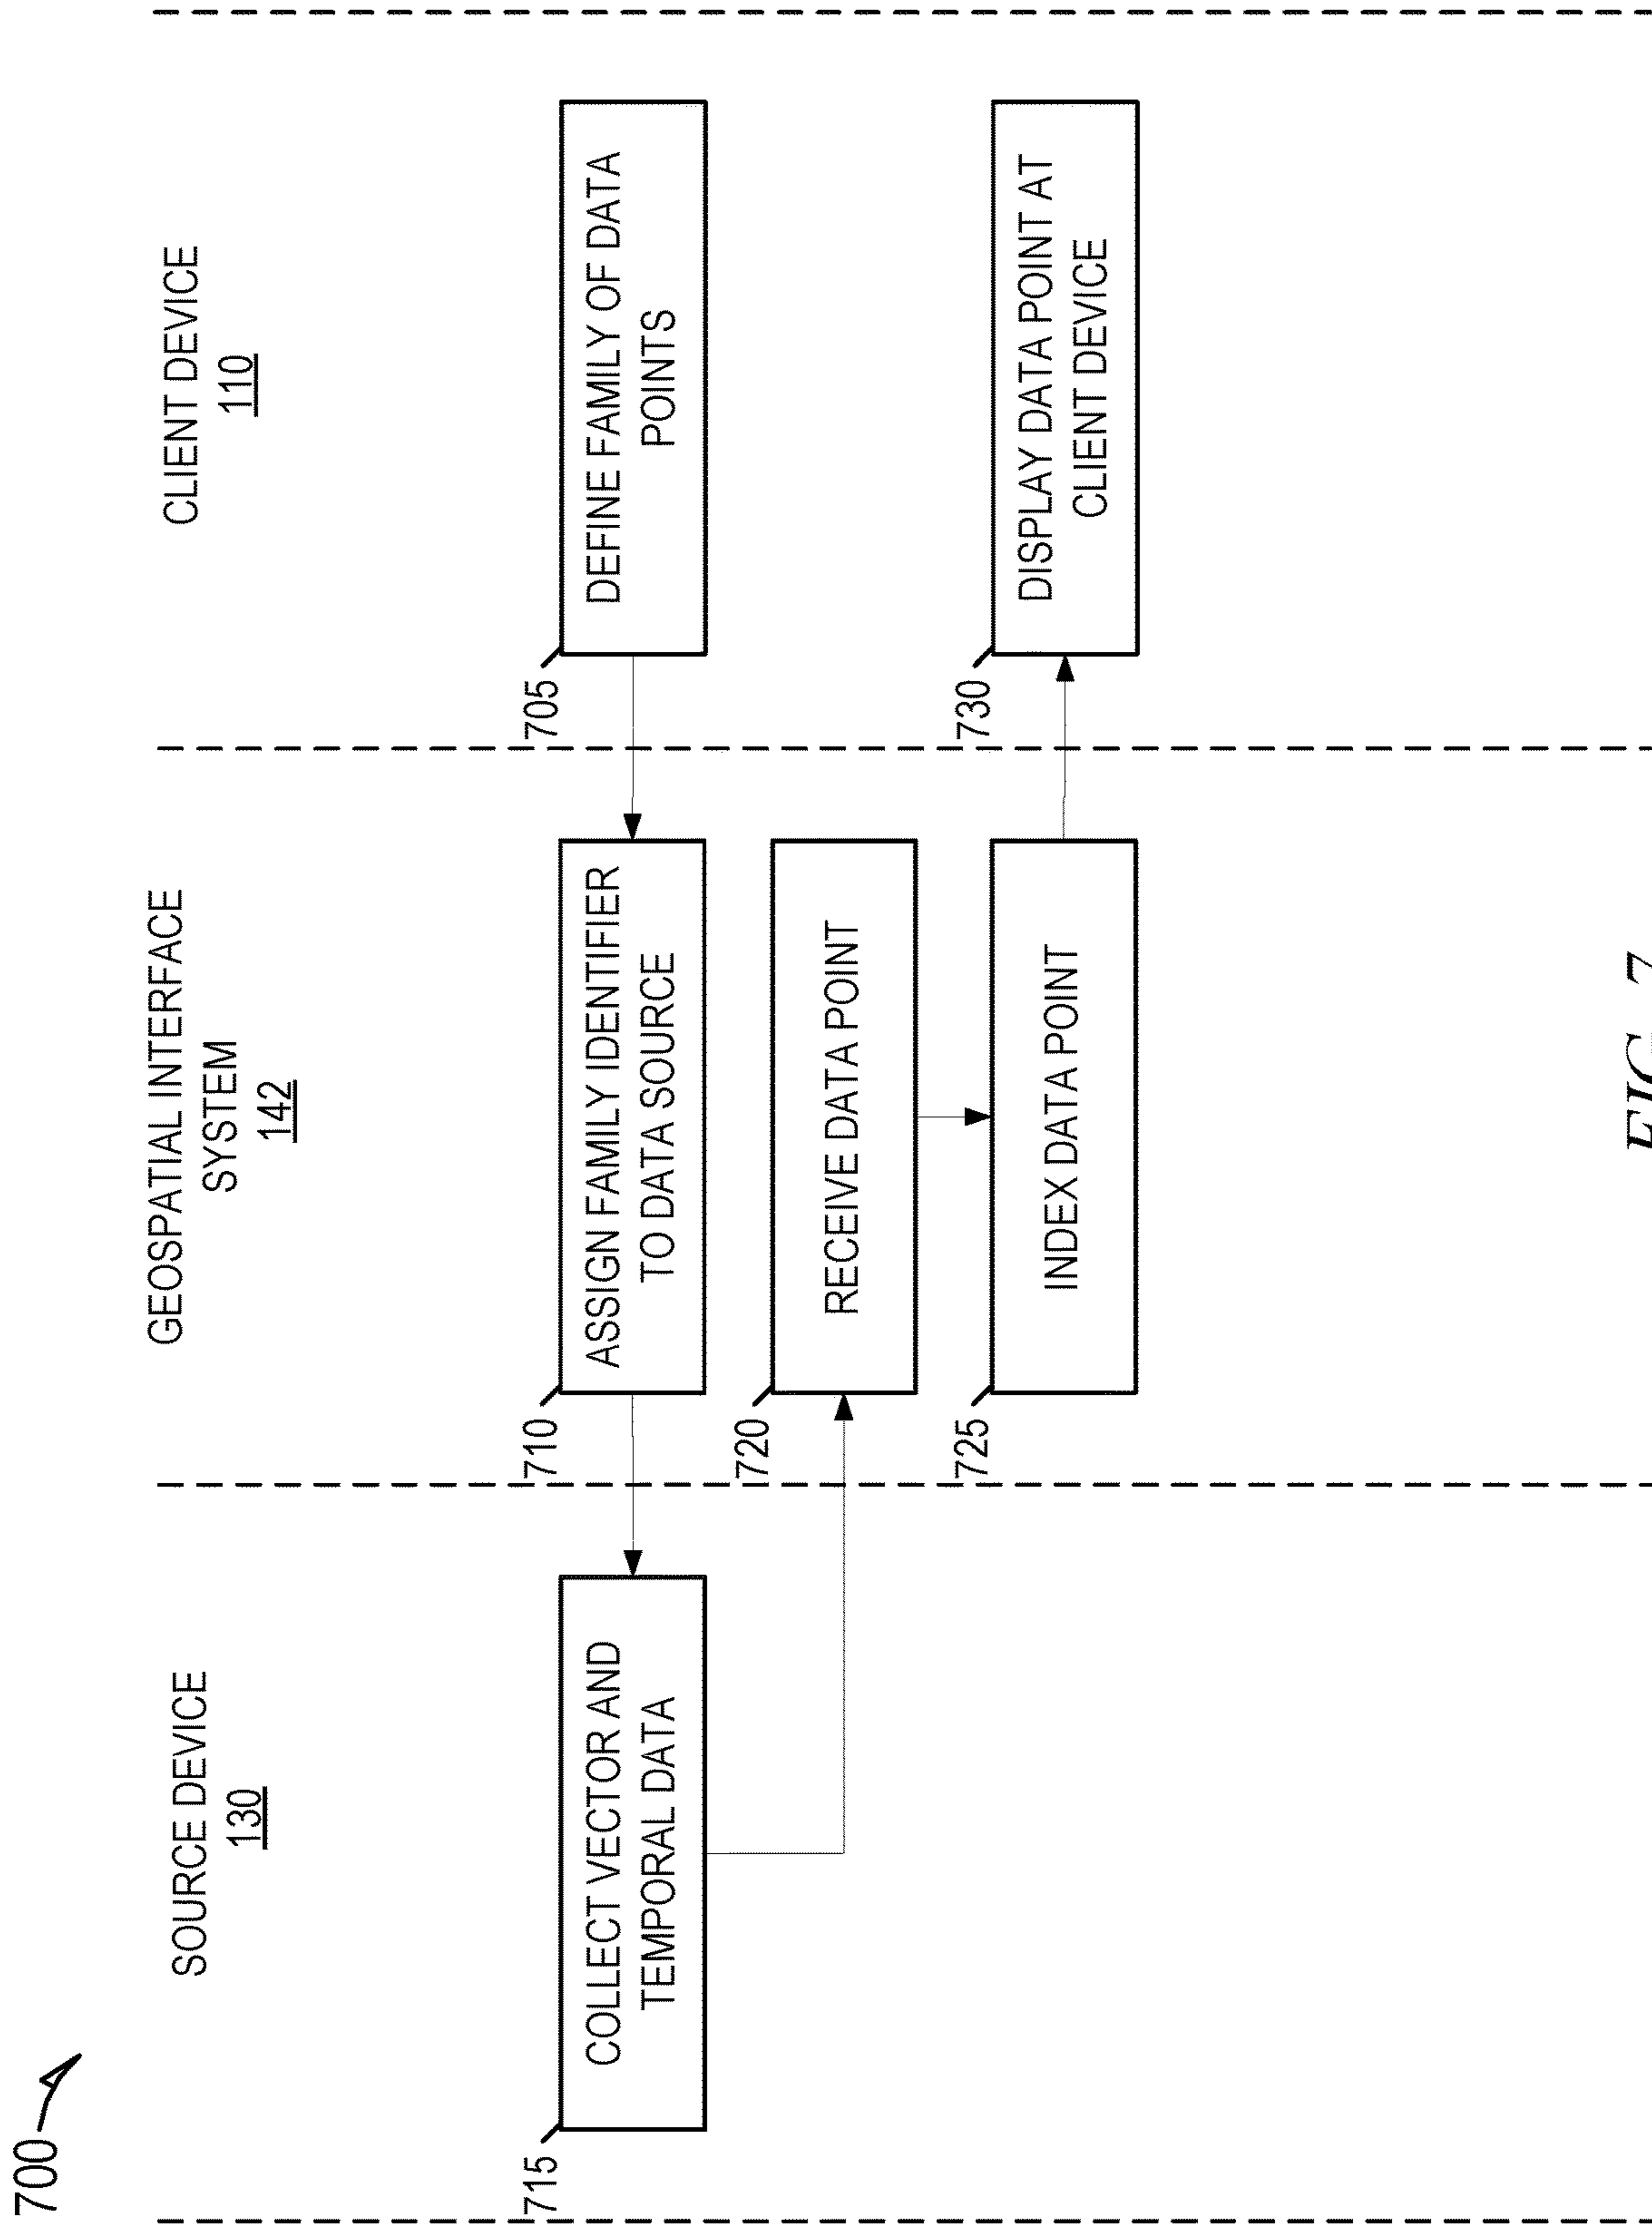 700
SOURCE DEVICE
130
GEOSPATIAL INTERFACE
SYSTEM
142
CLIENT DEVICE
110
715
COLLECT VECTOR AND
TEMPORAL DATA
710
ASSIGN FAMILY IDENTIFIER
TO DATA SOURCE
705
DEFINE FAMILY OF DATA
POINTS
720
RECEIVE DATA POINT
725
INDEX DATA POINT
730
DISPLAY DATA POINT AT
CLIENT DEVICE
FIG. 7